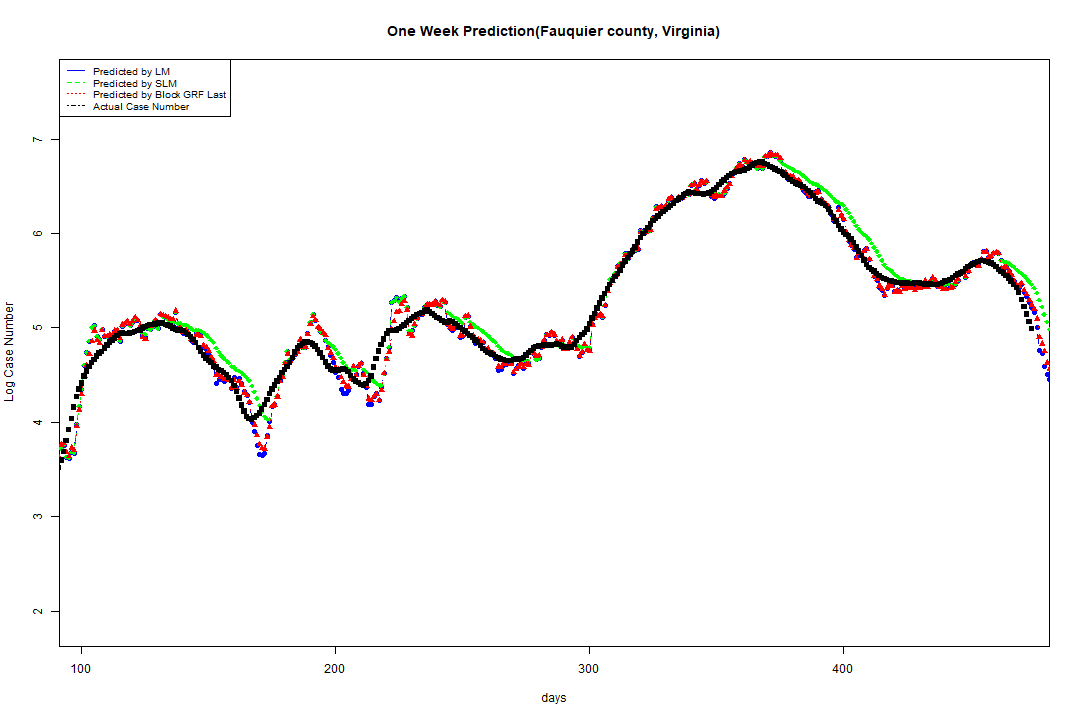 One Week Prediction(Fauquier county, Virginia)
Predicted by LM
Predicted by SLM
Predicted by Block GRF Last
Actual Case Number
Log Case Number
7
6
5
4
3
2
100 200 300 400
days